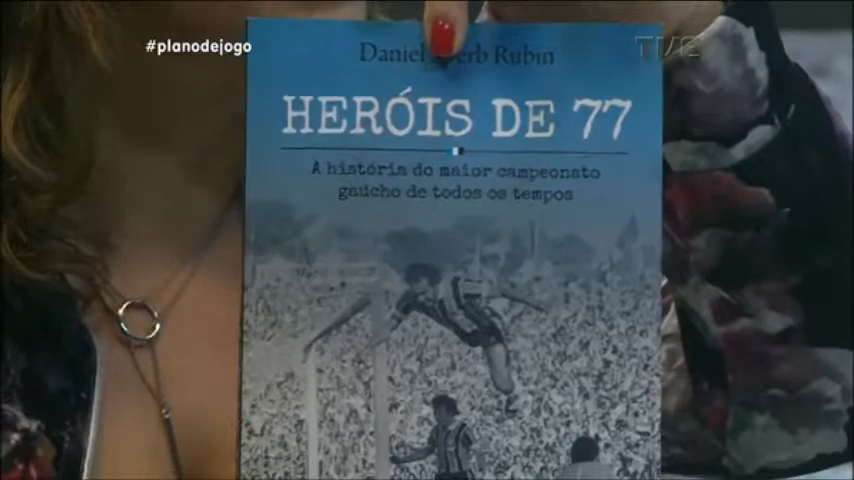 #planodejogo
TVE
Daniel Rubin
HERÓIS DE 77
A história do maior campeonato
gaúcho de todos os tempos